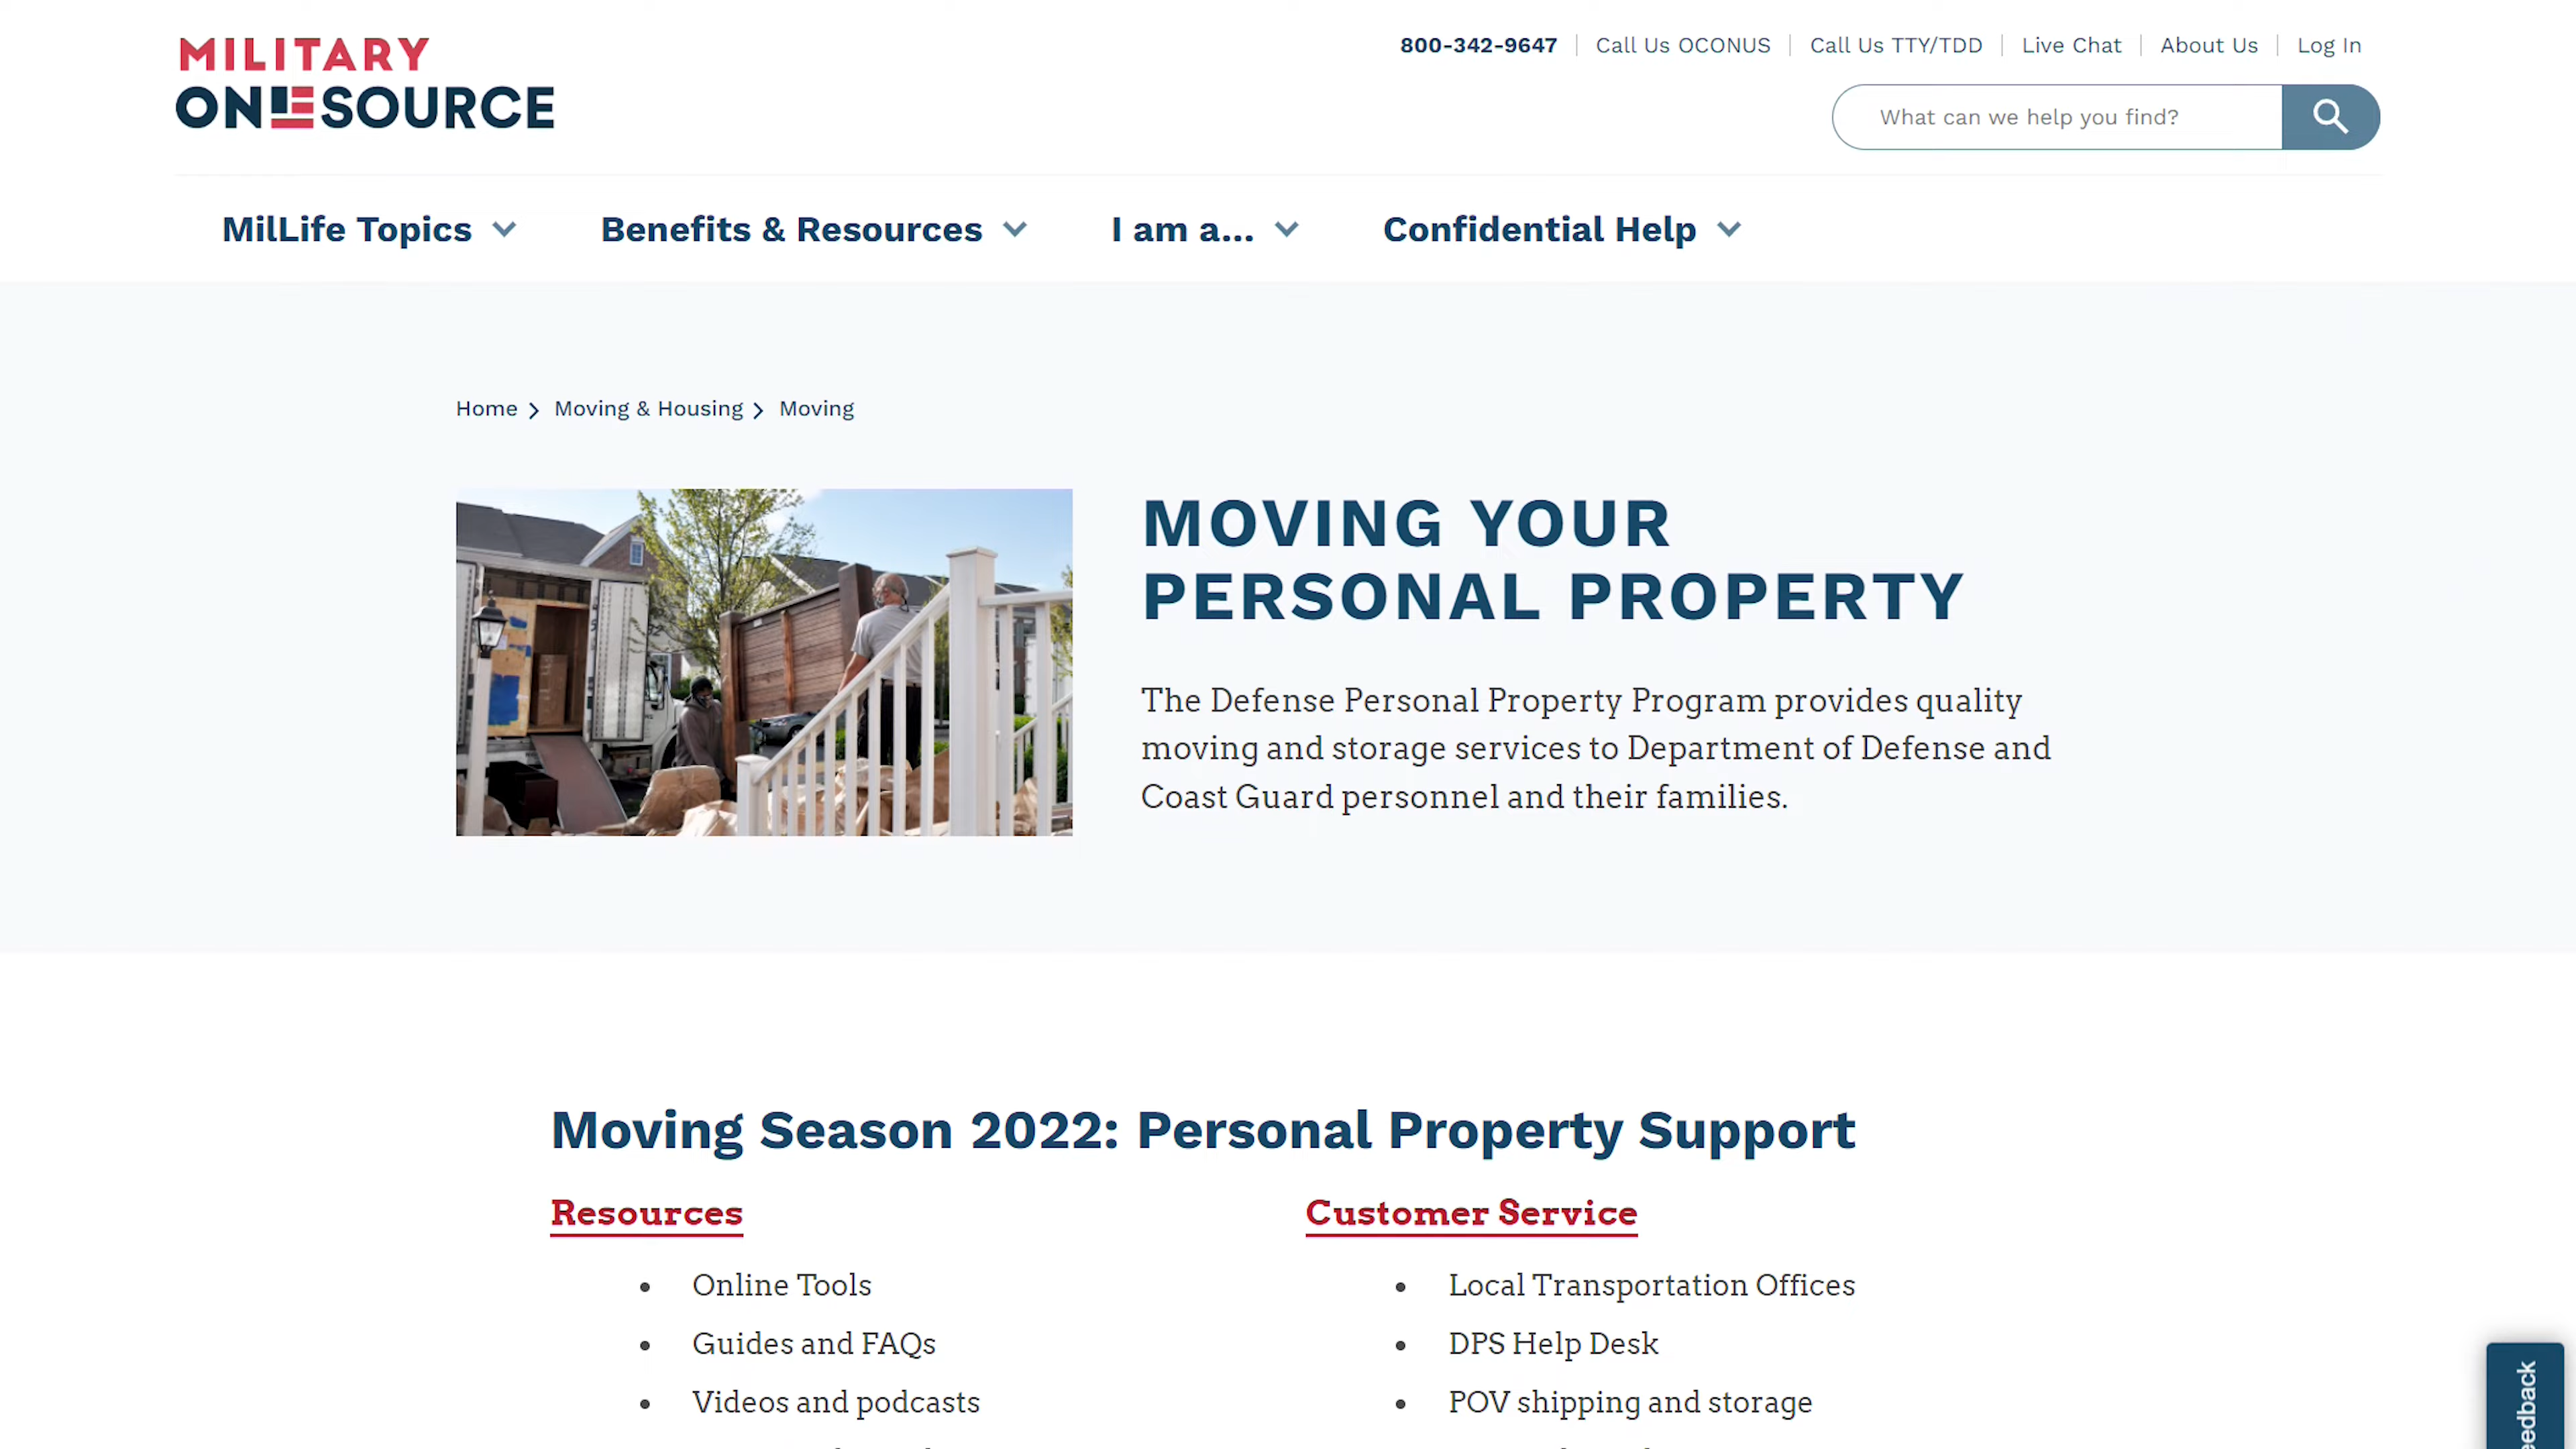 MILITARY
ONESOURCE
800-342-9647
Call Us OCONUS
Call Us TTY/TDD
Live Chat
About Us
Log In
What can we help you find?
MilLife Topics
Benefits & Resources
I am a...
Confidential Help
Home
Moving & Housing
Moving
MOVING YOUR
PERSONAL PROPERTY
The Defense Personal Property Program provides quality
moving and storage services to Department of Defense and
Coast Guard personnel and their families.
Moving Season 2022: Personal Property Support
Resources
Online Tools
Guides and FAQs
Videos and podcasts
Customer Service
Local Transportation Offices
DPS Help Desk
POV shipping and storage